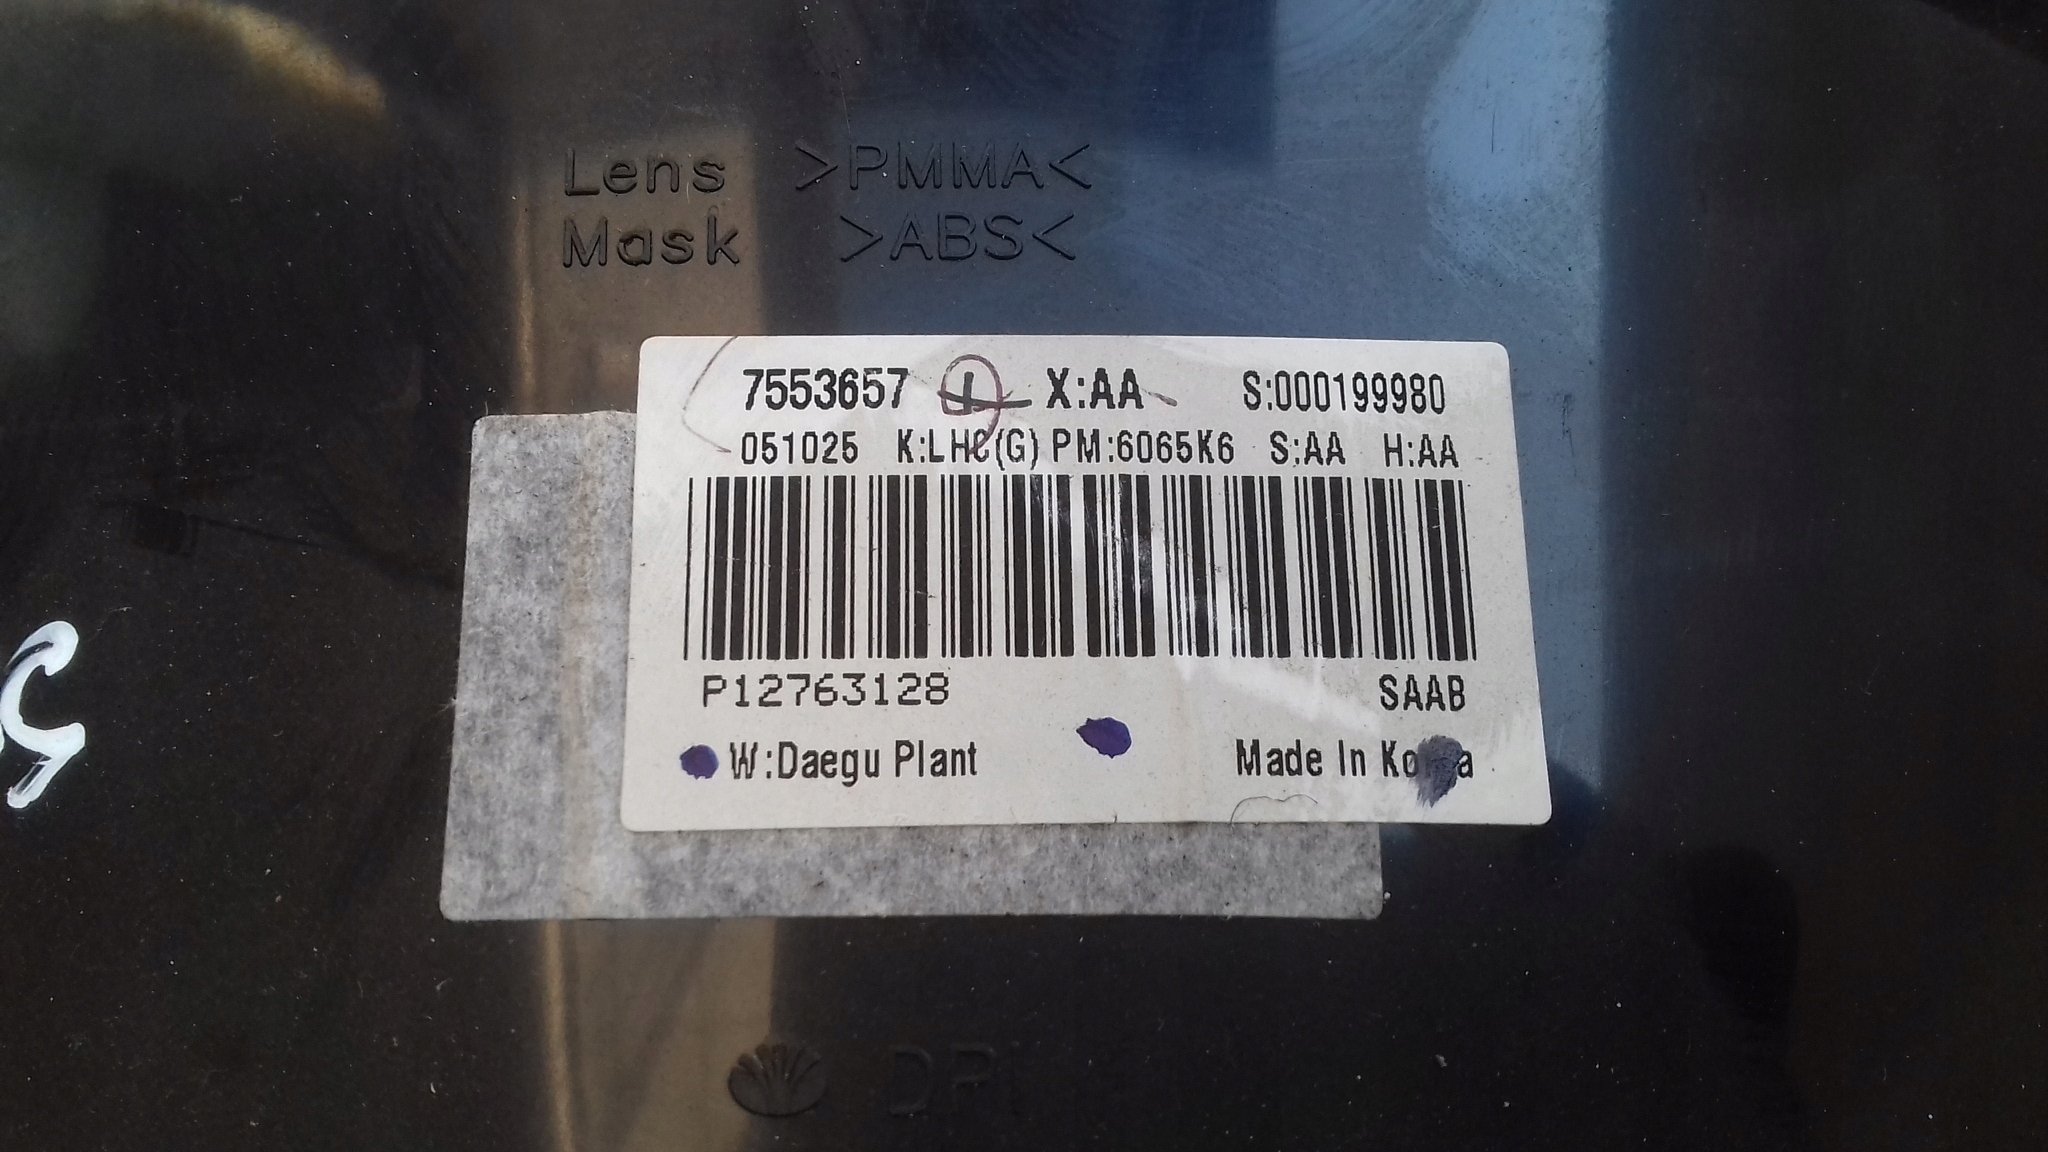 Lens >PMMA<
Mask >ABS<
7553657 X:AA S:000199980
051025 K:LHC(G) PM:6065K6 S:AA H:AA
P12763128 SAAB
W:Daegu Plant Made In Korea
DPI